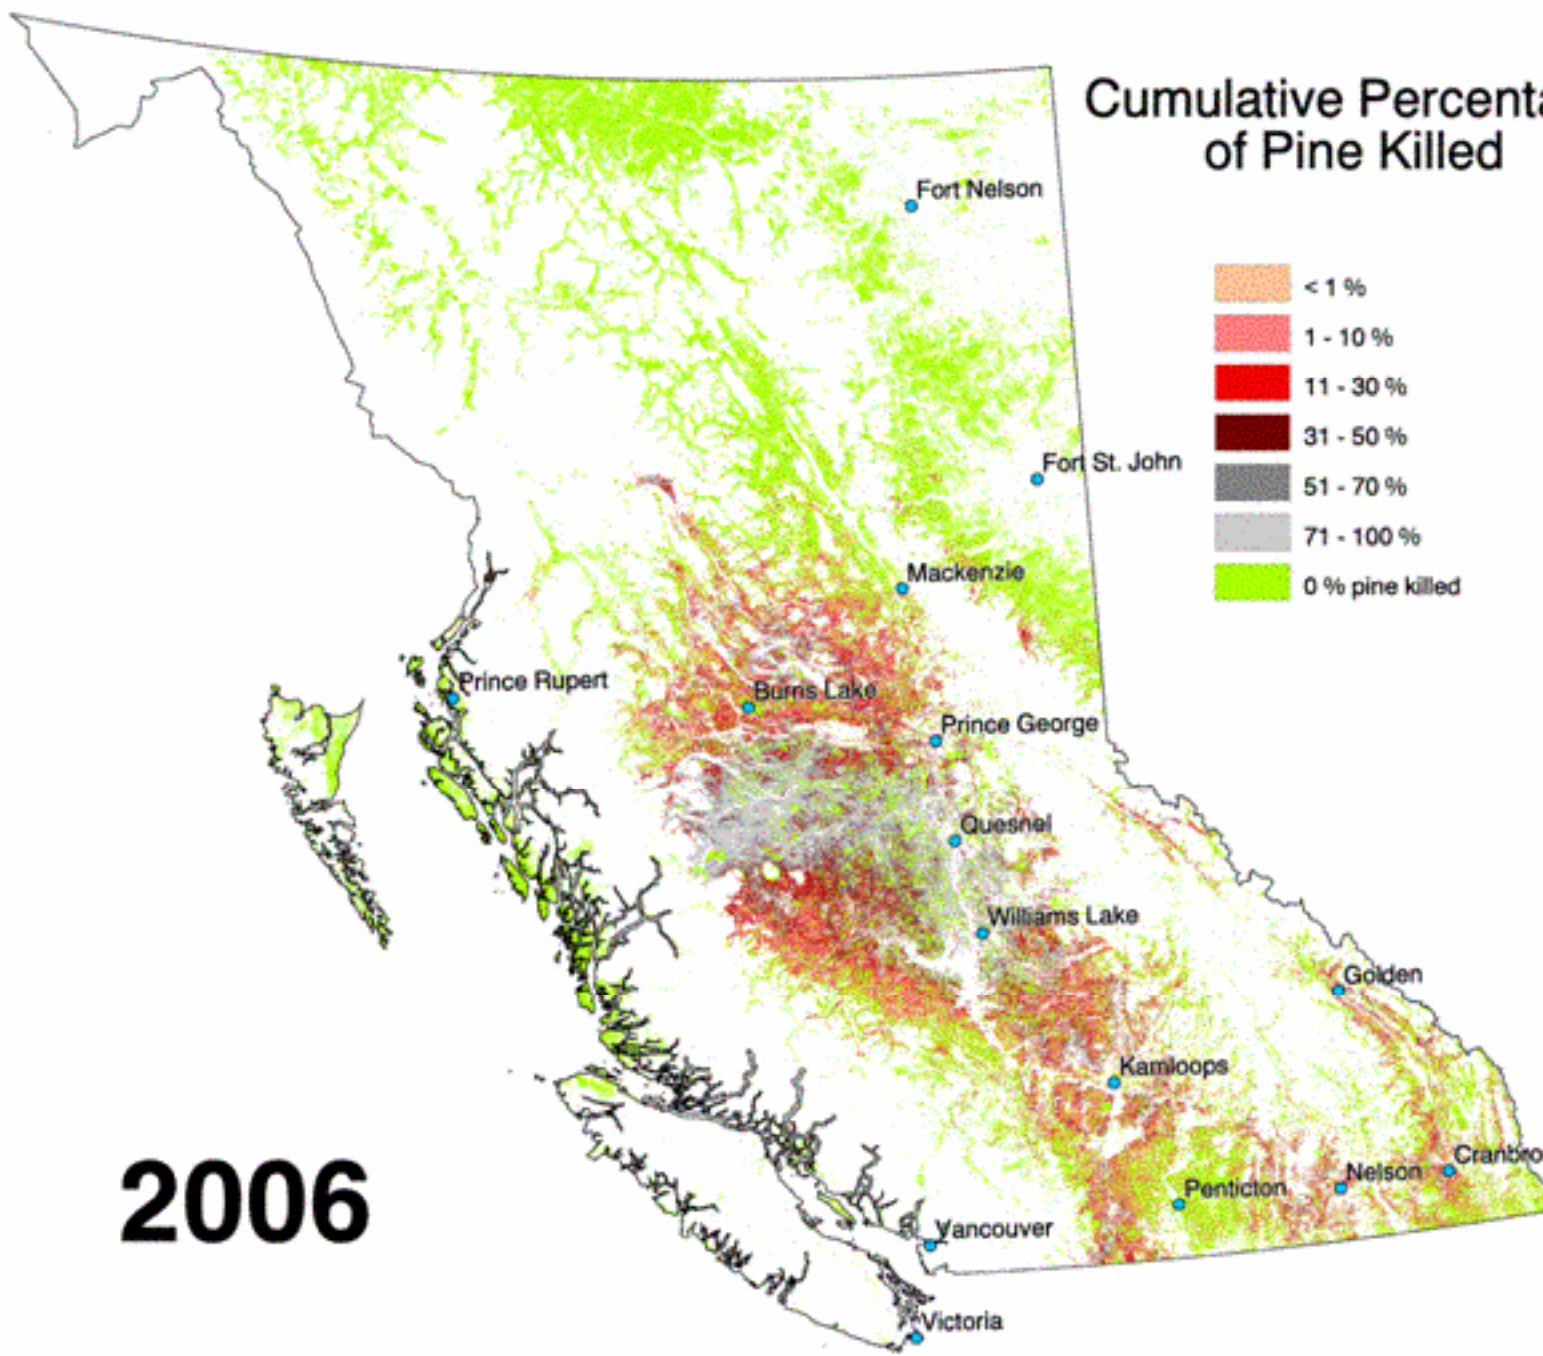 Cumulative Percenta
of Pine Killed
Fort Nelson
< 1 %
1 - 10 %
11 - 30 %
31 - 50 %
Fort St. John
51 - 70 %
71 - 100 %
Mackenzie
0 % pine killed
Prince Rupert
Burns Lake
Prince George
Quesnel
Williams Lake
Golden
Kamloops
2006
Cranbro
Nelson
Penticton
Vancouver
Victoria